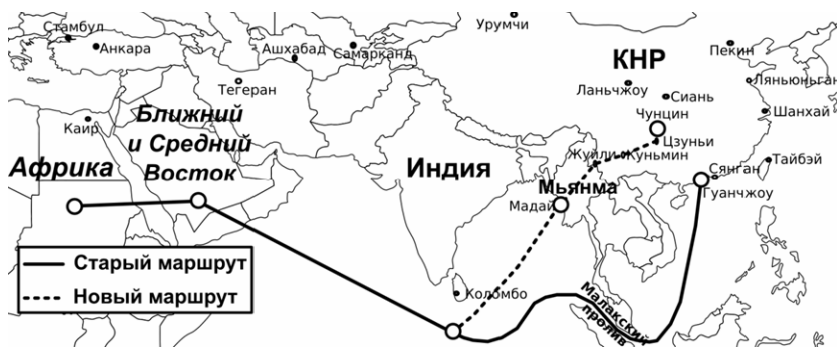 Стамбул
Анкара
Ашхабад
Самарканд
Урумчи
Пекин
КНР
Тегеран
Ланьчжоу
Ляньюньган
Сиань
Ближний
и Средний
Восток
Чунцин
Шанхай
Каир
Цзуньи
Африка
Индия
Жуйли
Куньмин
Тайбэй
Сянган
Мьянма
Мадай
Гуанчжоу
Старый маршрут
Новый маршрут
Коломбо
Малакский
пролив